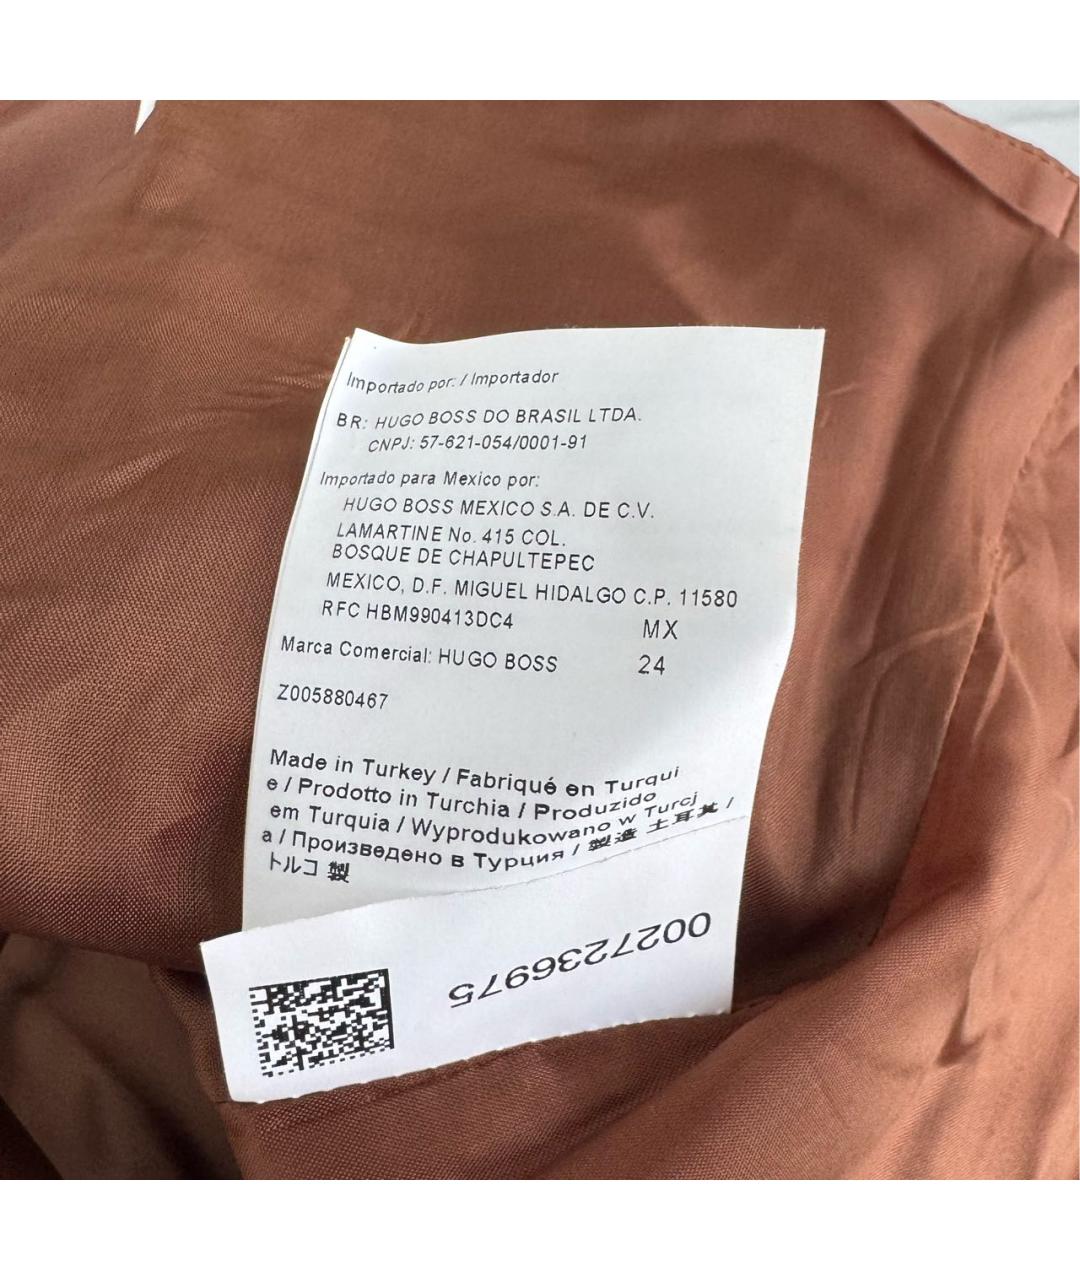 Importado por: / Importador
BR: HUGO BOSS DO BRASIL LTDA.
CNPJ: 57-621-054/0001-91
Importado para Mexico por:
HUGO BOSS MEXICO S.A. DE C.V.
LAMARTINE No. 415 COL.
BOSQUE DE CHAPULTEPEC
MEXICO, D.F. MIGUEL HIDALGO C.P. 11580
RFC HBM990413DC4 MX
Marca Comercial: HUGO BOSS 24
Z005880467
Made in Turkey / Fabriqué en Turqui
e / Prodotto in Turchia / Produzido
em Turquia / Wyprodukowano w Turcj
a / Произведено в Турция / 製造 土耳其 /
トルコ 製
0027236975